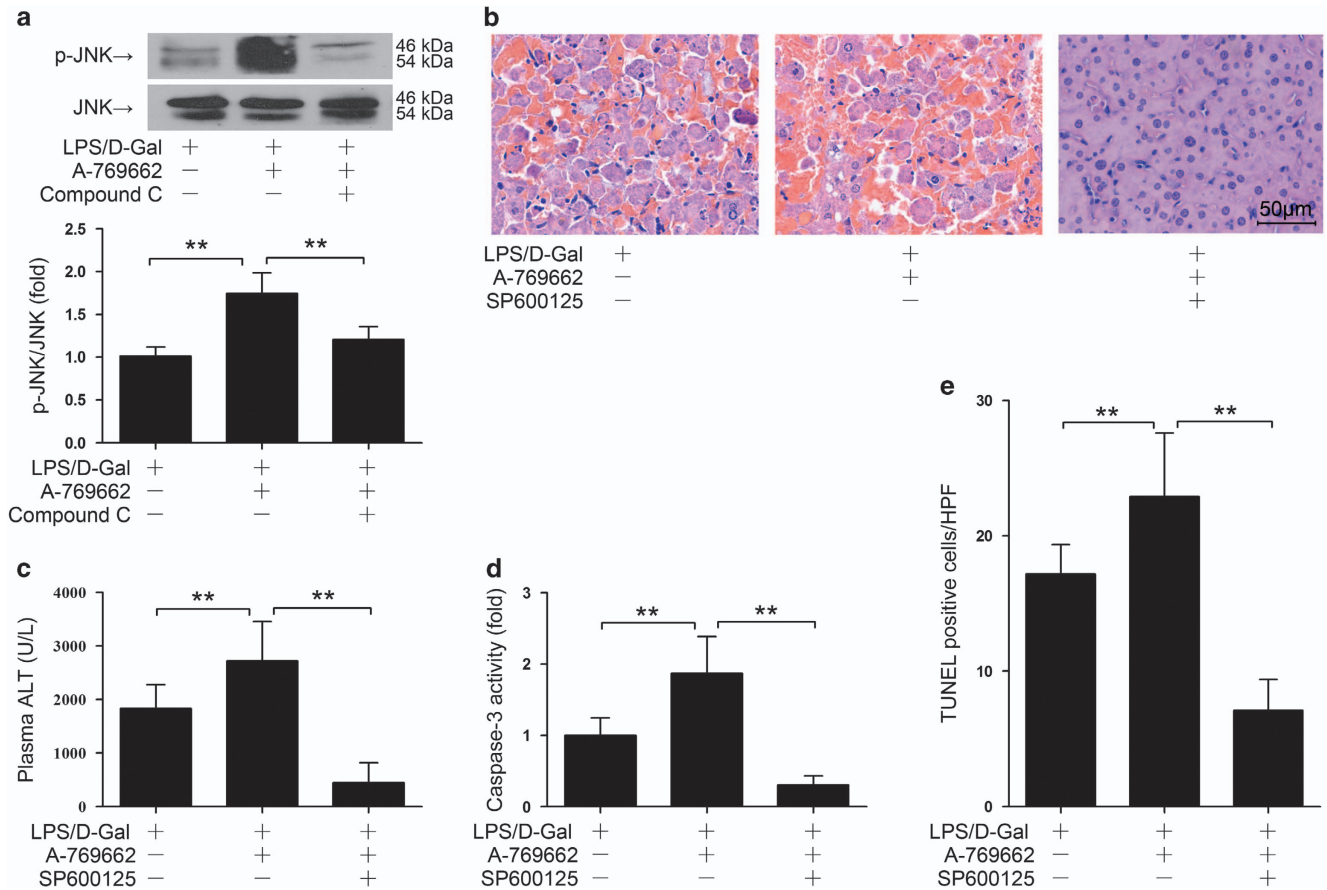 a
p-JNK→ 46 kDa
54 kDa
JNK→ 46 kDa
54 kDa
LPS/D-Gal + + +
A-769662 — + +
Compound C — — +
p-JNK/JNK (fold)
2.5
2.0
1.5
1.0
0.5
0.0
** **
LPS/D-Gal + + +
A-769662 — + +
Compound C — — +
b
50µm
LPS/D-Gal + + +
A-769662 — + +
SP600125 — — +
c
Plasma ALT (U/L)
4000
3000
2000
1000
0
** **
LPS/D-Gal + + +
A-769662 — + +
SP600125 — — +
d
Caspase-3 activity (fold)
3
2
1
0
** **
LPS/D-Gal + + +
A-769662 — + +
SP600125 — — +
e
TUNEL positive cells/HPF
30
20
10
0
** **
LPS/D-Gal + + +
A-769662 — + +
SP600125 — — +